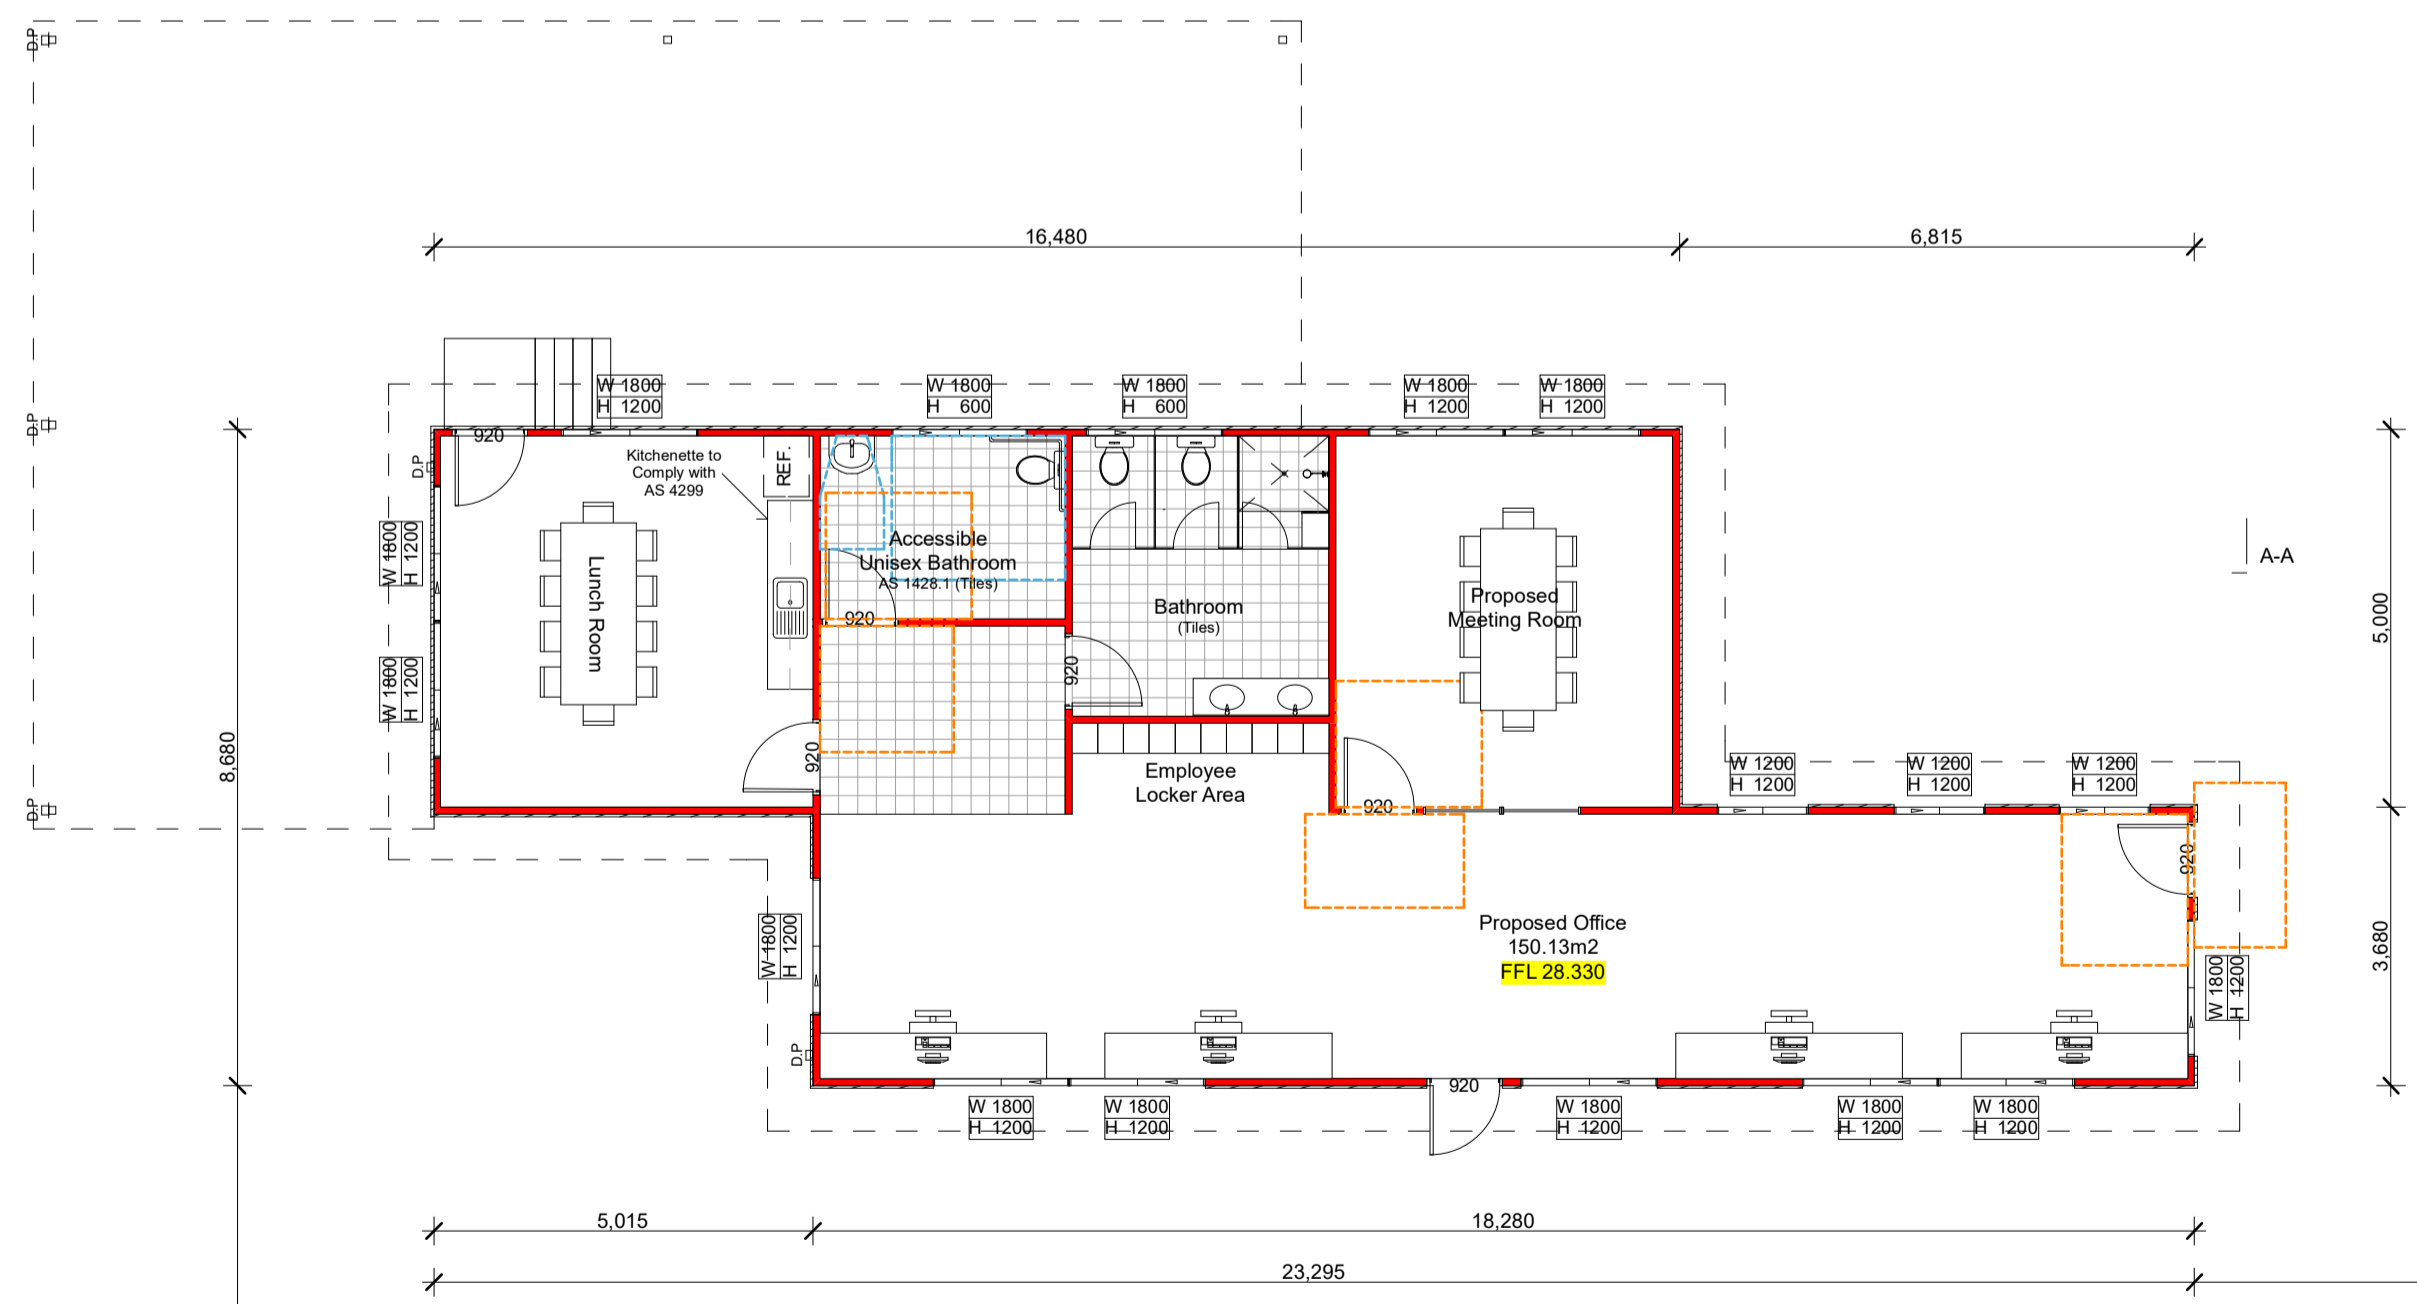 D.P
16,480
6,815
W 1800
H 1200
W 1800
H 600
W 1800
H 600
W 1800
H 1200
W 1800
H 1200
D.P
920
D.P
Kitchenette to
Comply with
AS 4299
REF.
W 1800
H 1200
Lunch Room
Accessible
Unisex Bathroom
AS 1428.1 (Tiles)
920
Bathroom
(Tiles)
Proposed
Meeting Room
A-A
5,000
W 1800
H 1200
920
920
8,680
Employee
Locker Area
920
W 1200
H 1200
W 1200
H 1200
W 1200
H 1200
D.P
920
W 1800
H 1200
Proposed Office
150.13m2
FFL 28.330
3,680
W 1800
H 1200
D.P
920
W 1800
H 1200
W 1800
H 1200
W 1800
H 1200
W 1800
H 1200
W 1800
H 1200
5,015
18,280
23,295